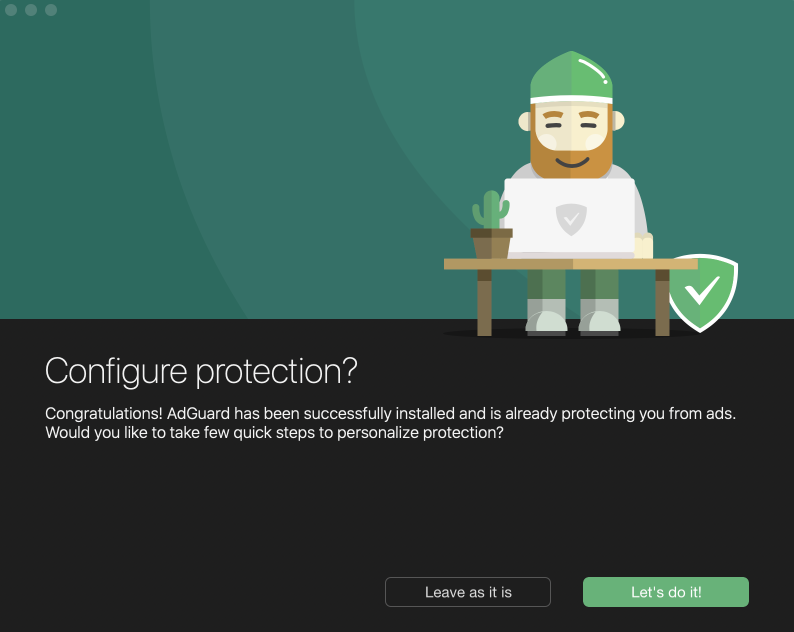 Configure protection?
Congratulations! AdGuard has been successfully installed and is already protecting you from ads.
Would you like to take few quick steps to personalize protection?
Leave as it is
Let's do it!